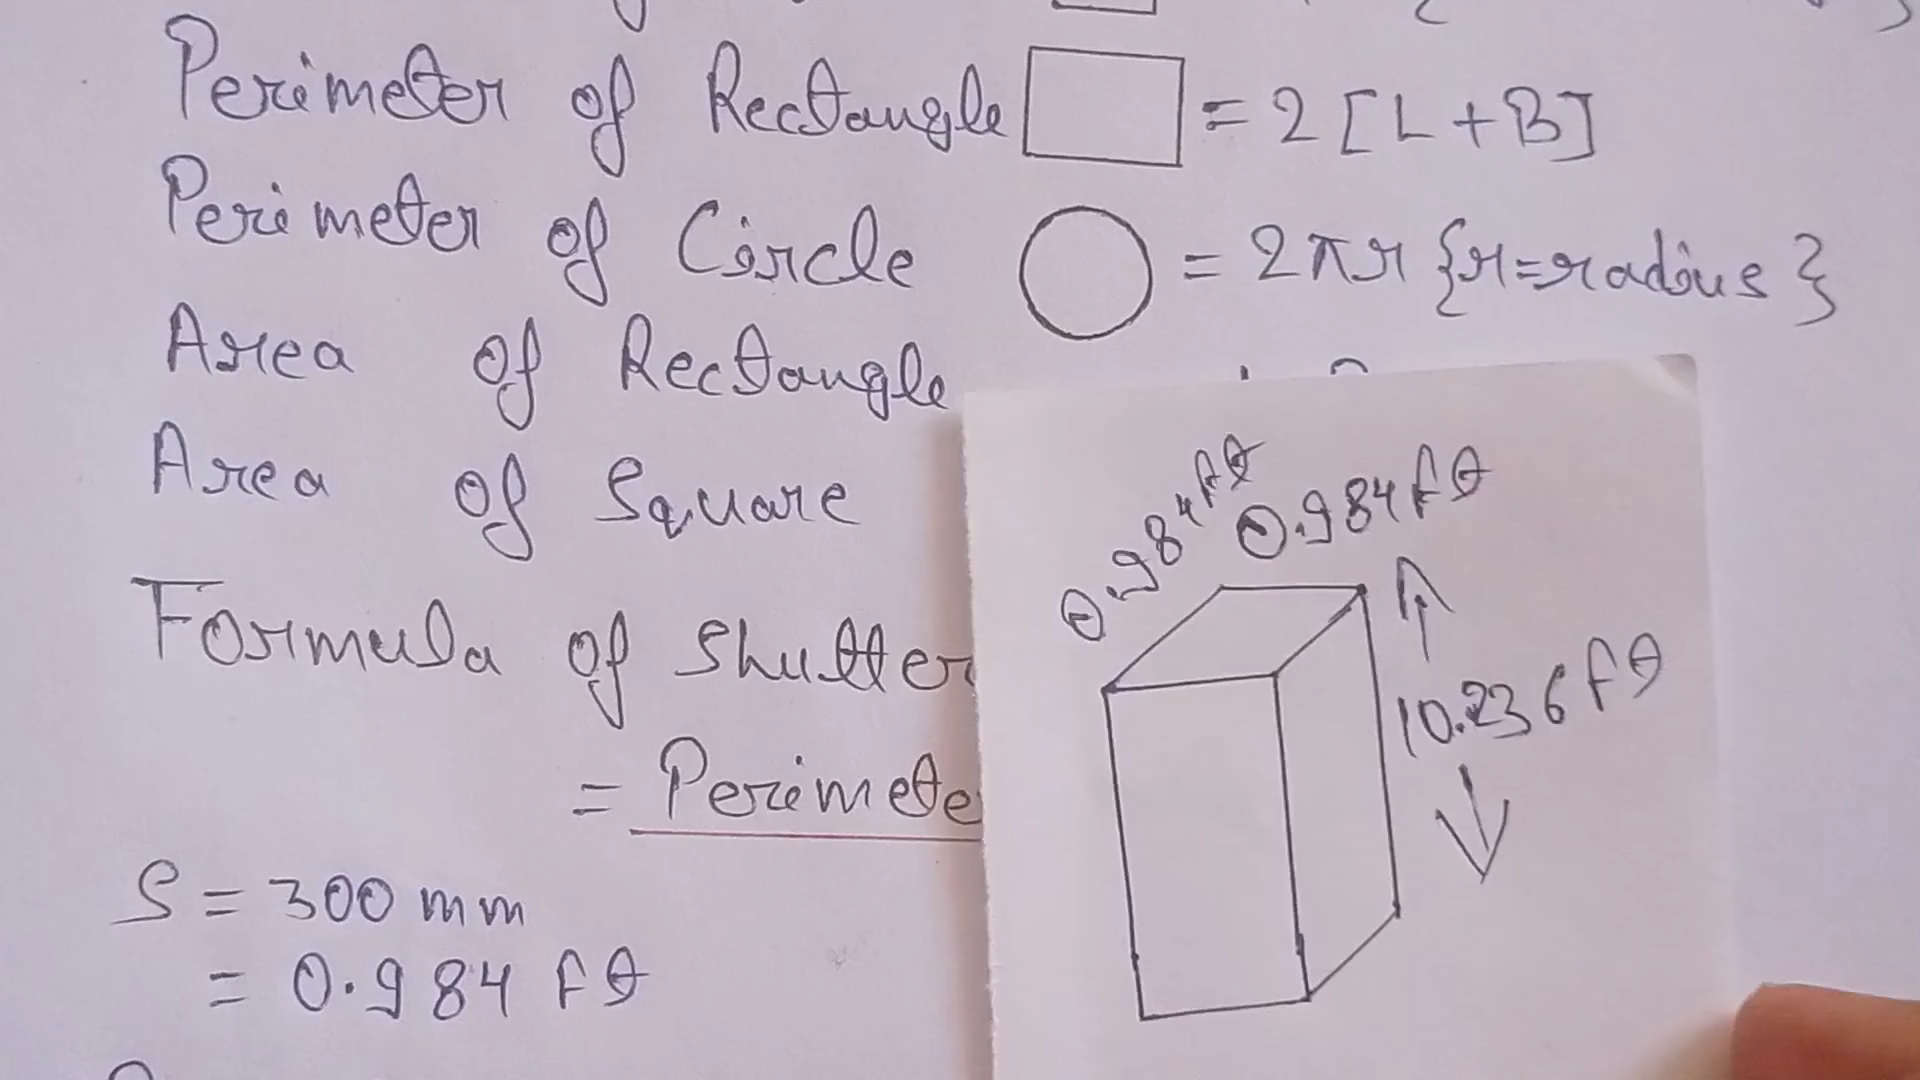 Perimeter of Rectangle = 2 [L + B]
Perimeter of Circle = 2πr {r=radius}
Area of Rectangle
Area of Square
Formula of Shutter
= Perimete
S = 300 mm
= 0.984 ft
0.984 ft
0.984 ft
10.236 ft